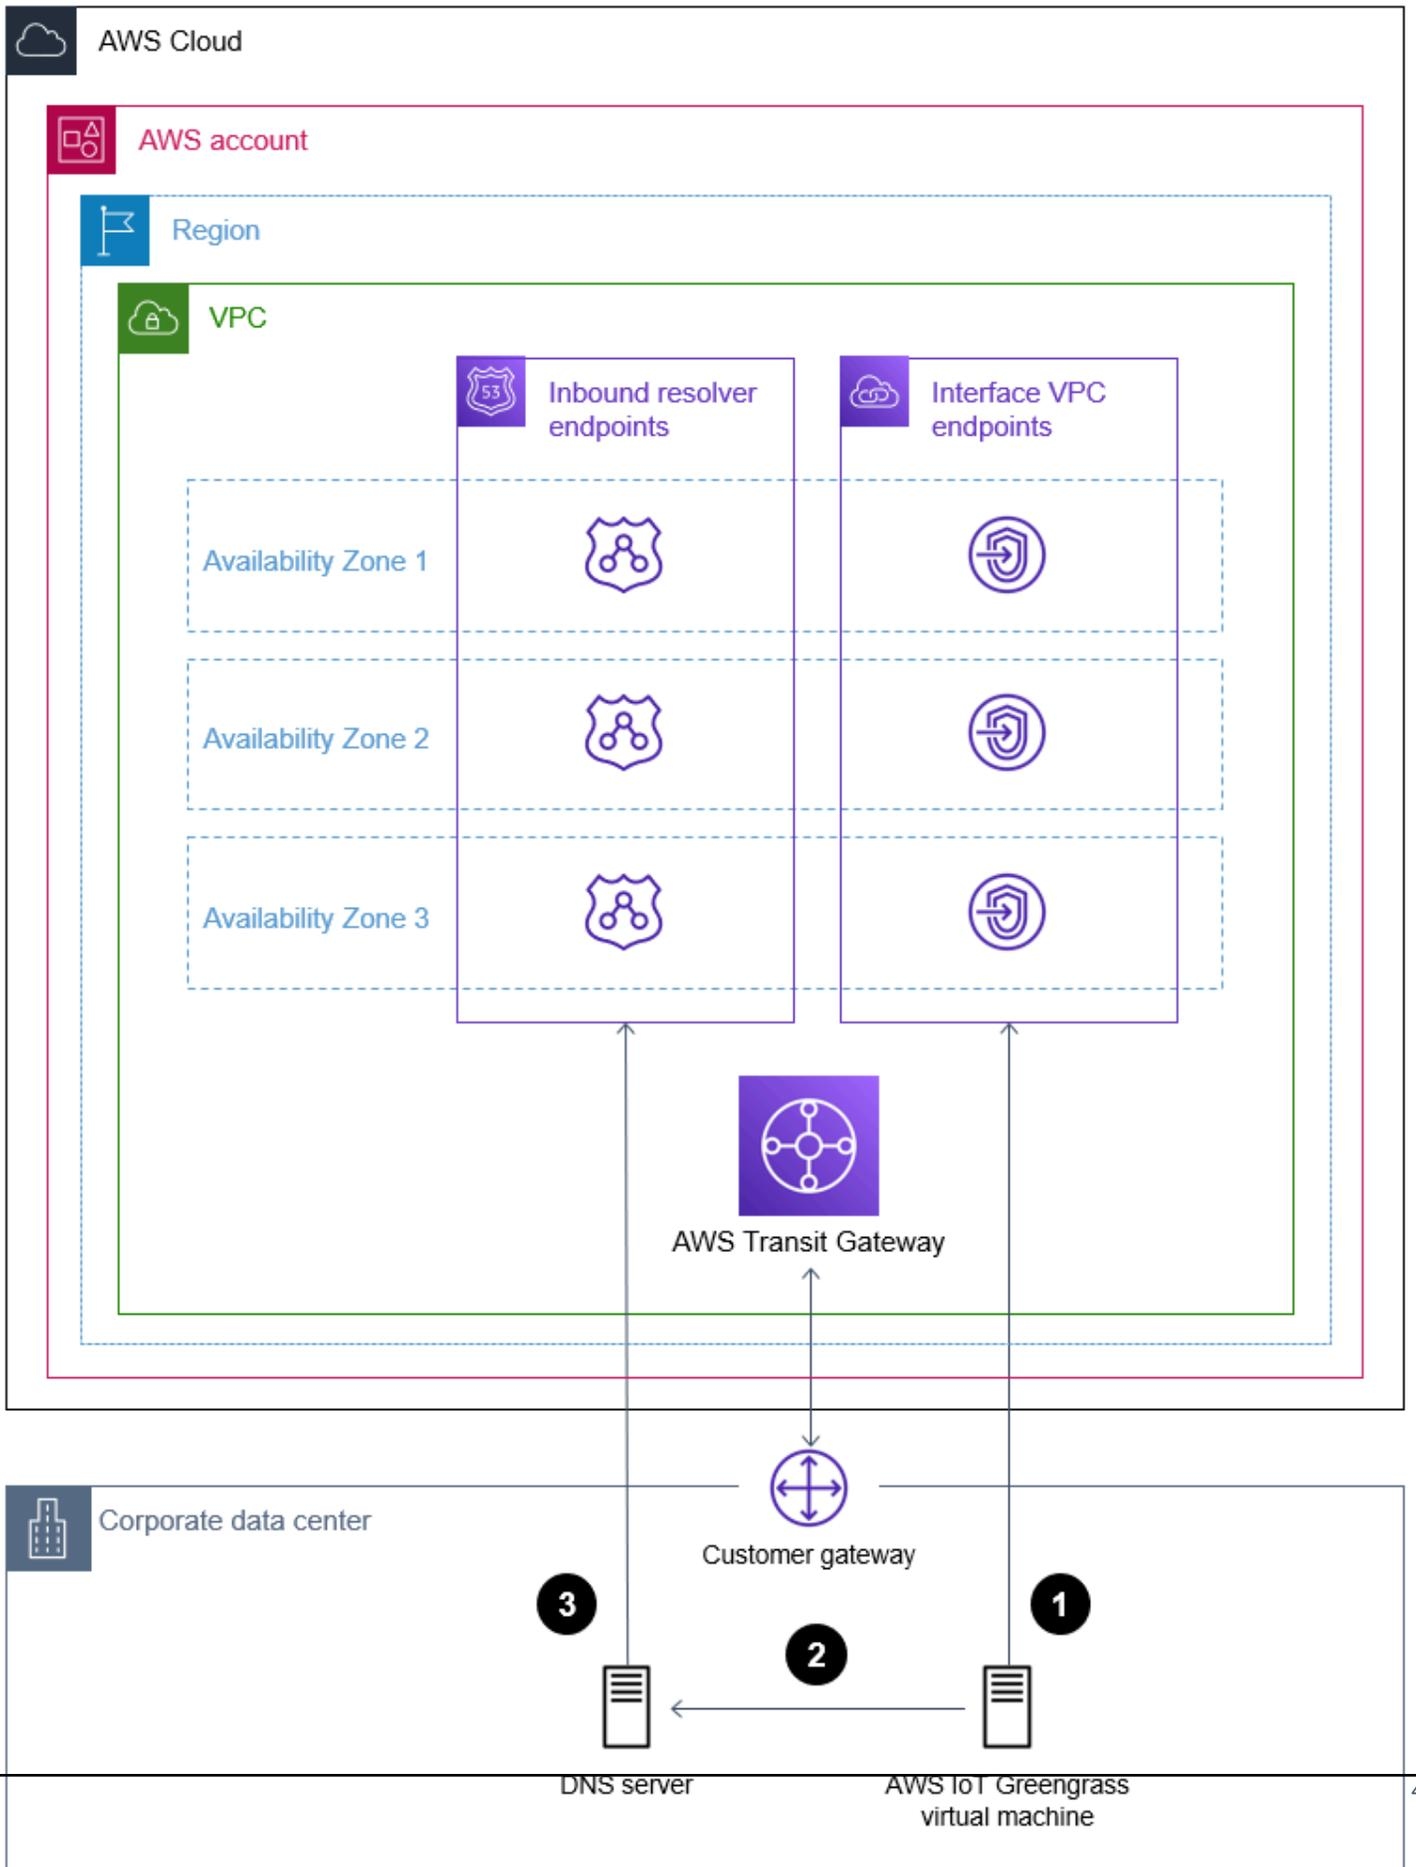 AWS Cloud
AWS account
Region
VPC
53
Inbound resolver
endpoints
Interface VPC
endpoints
Availability Zone 1
Availability Zone 2
Availability Zone 3
AWS Transit Gateway
Corporate data center
Customer gateway
3
1
2
DNS server
AWS IoT Greengrass
virtual machine